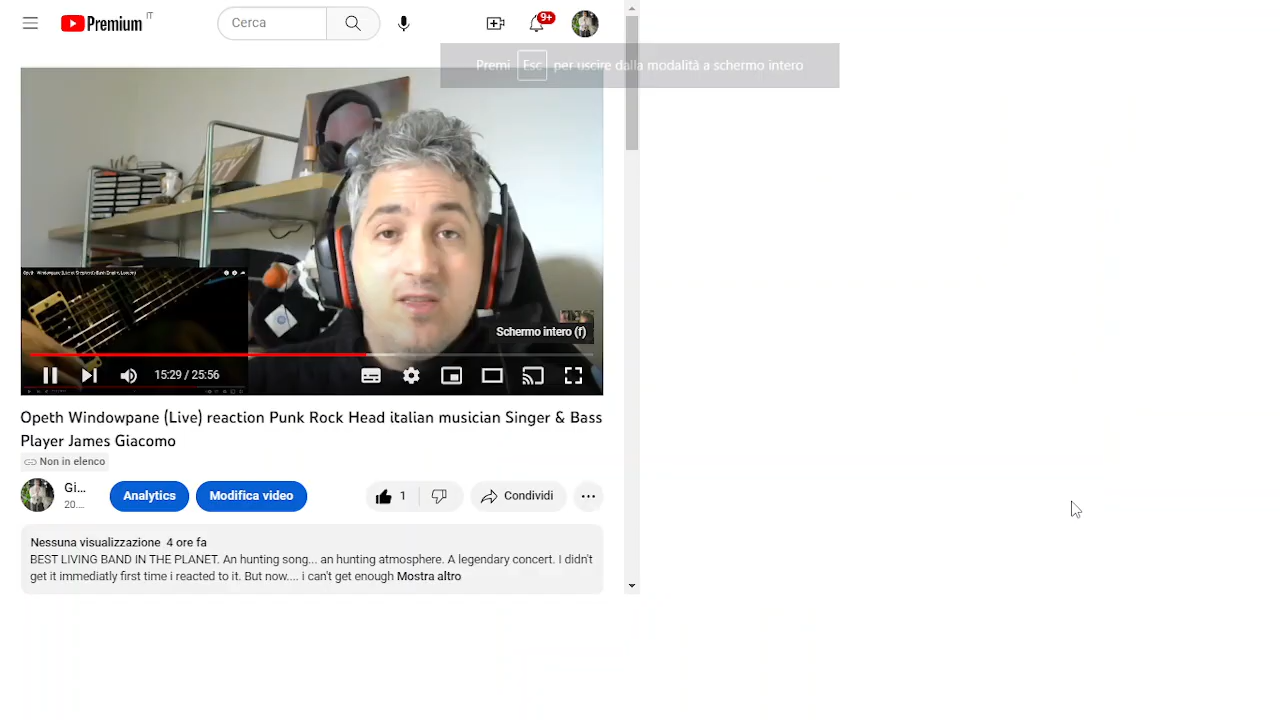 Premium IT
Cerca
9+
Premi Esc per uscire dalla modalità a schermo intero
Schermo intero (f)
15:29 / 25:56
Opeth Windowpane (Live) reaction Punk Rock Head italian musician Singer & Bass
Player James Giacomo
Non in elenco
Gi...
20....
Analytics
Modifica video
1
Condividi
Nessuna visualizzazione 4 ore fa
BEST LIVING BAND IN THE PLANET. An hunting song... an hunting atmosphere. A legendary concert. I didn't
get it immediatly first time i reacted to it. But now.... i can't get enough Mostra altro